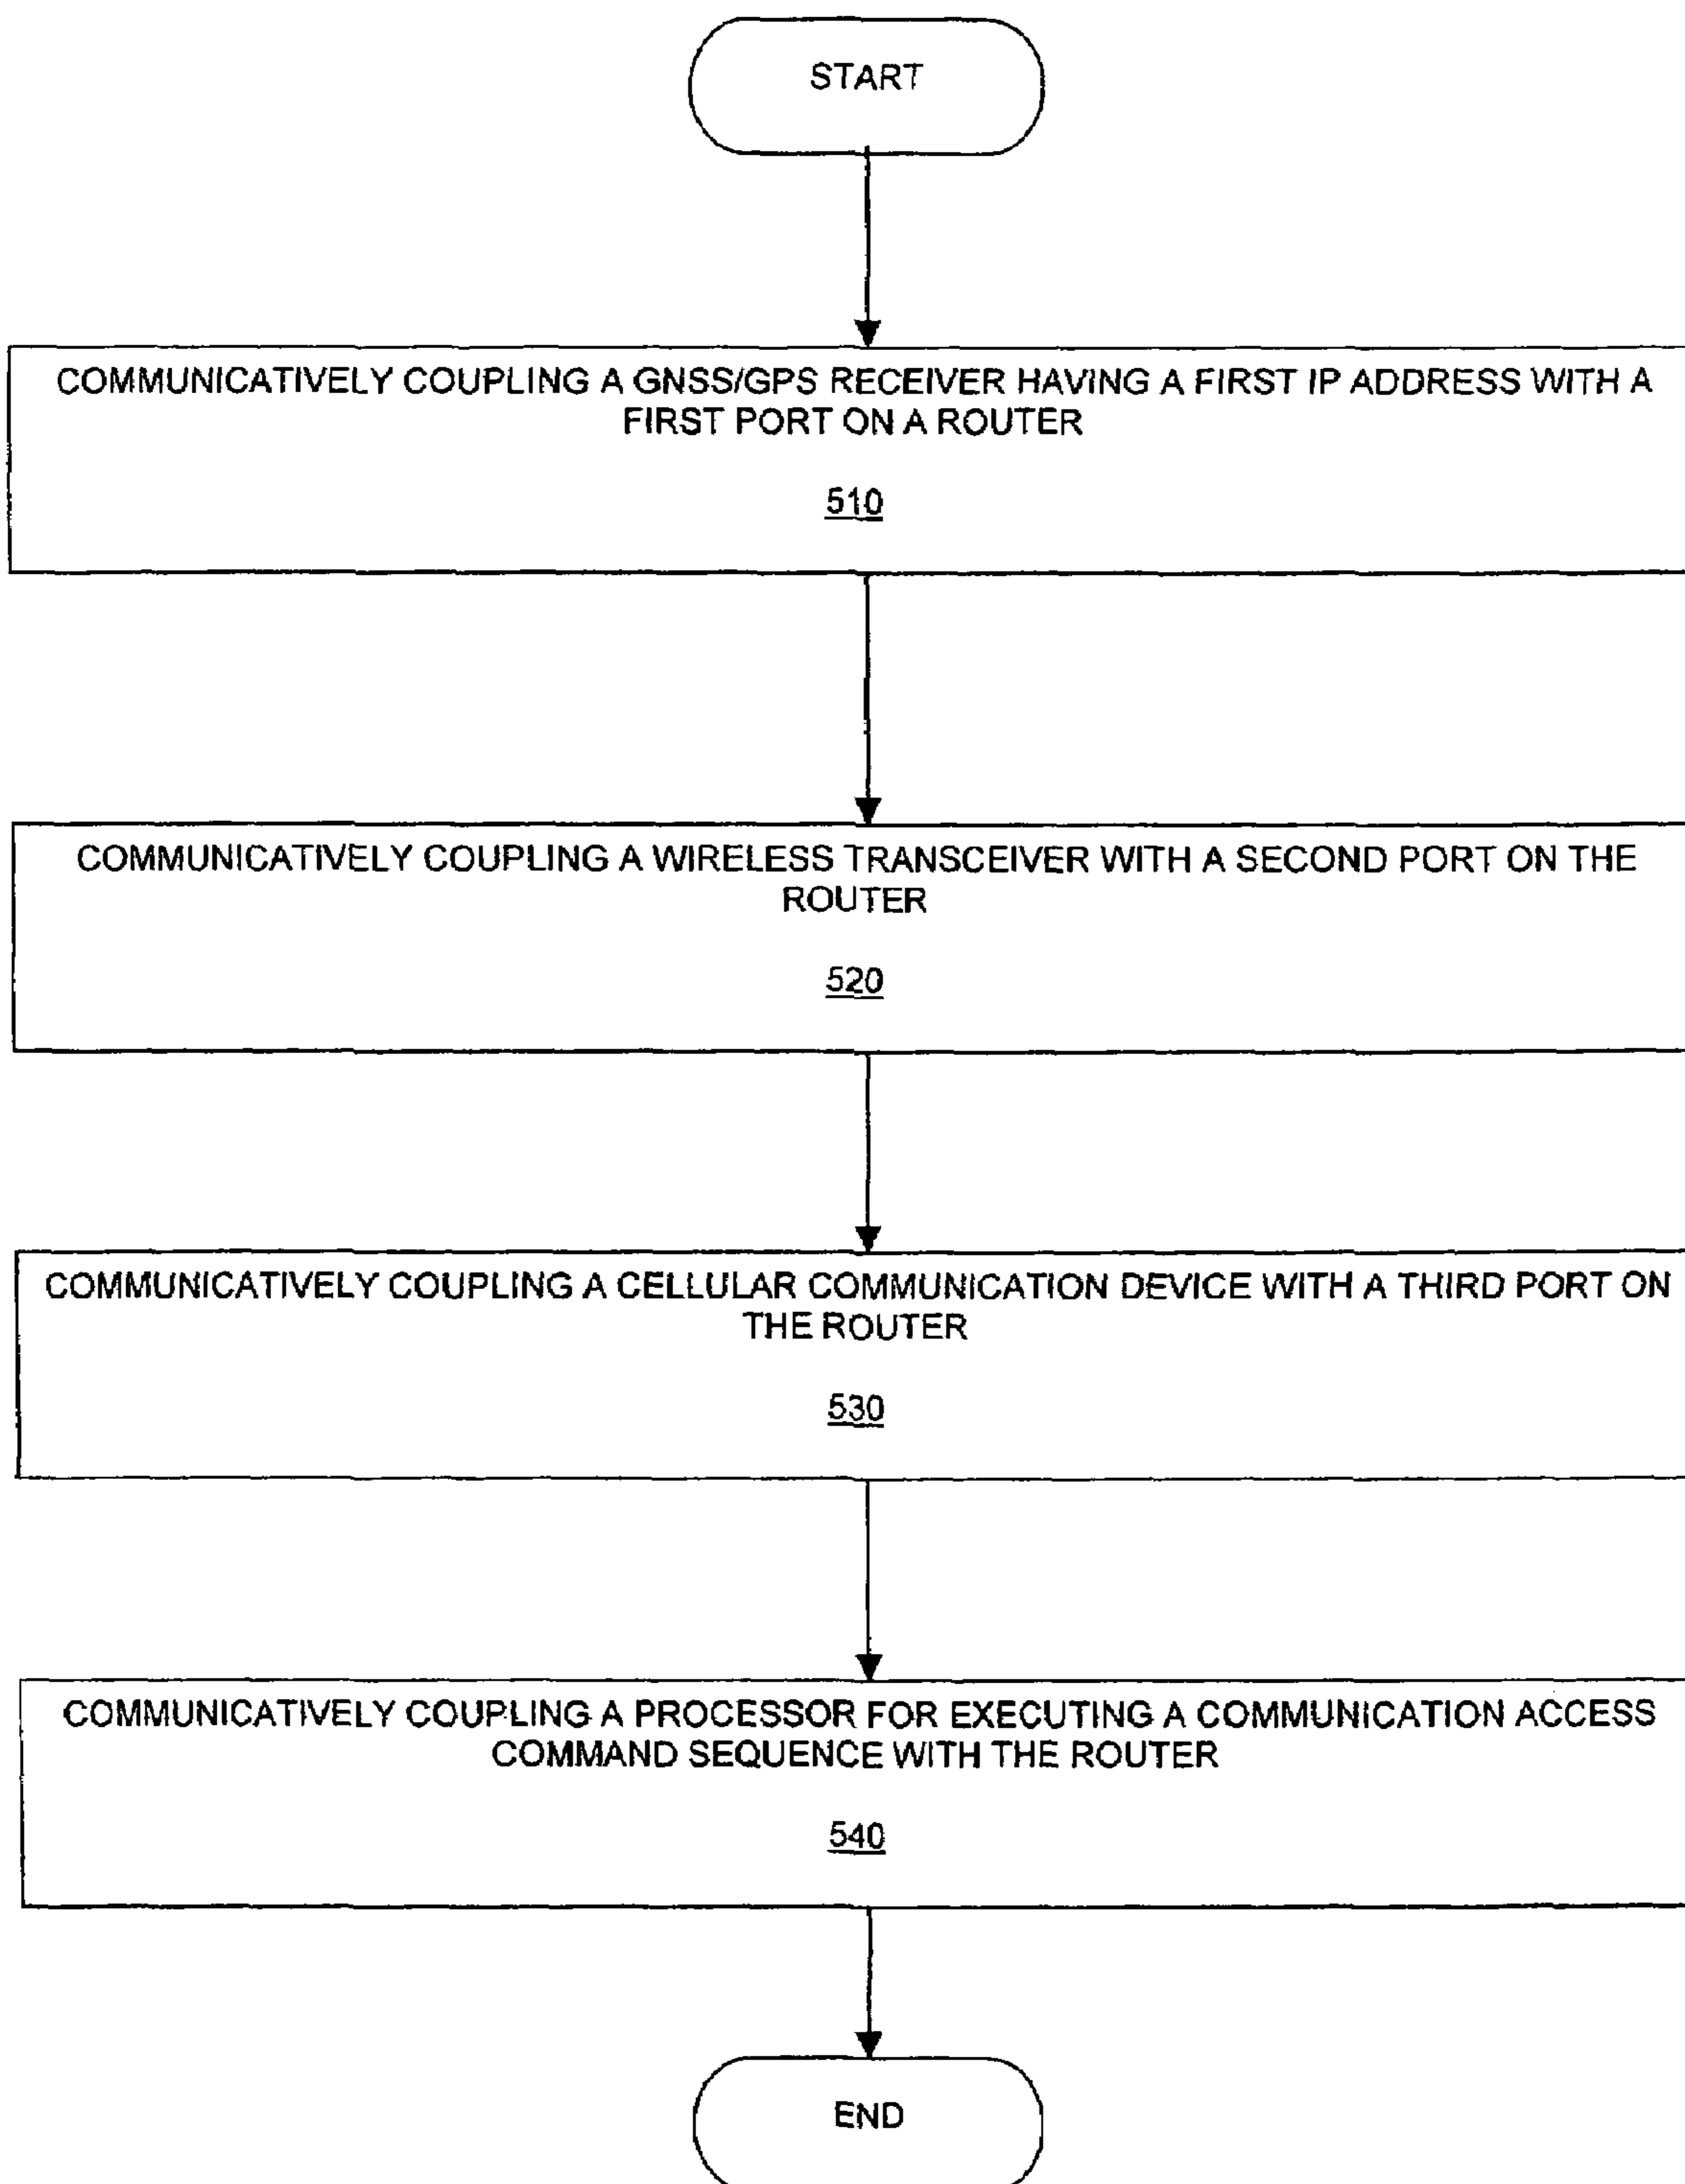 START
COMMUNICATIVELY COUPLING A GNSS/GPS RECEIVER HAVING A FIRST IP ADDRESS WITH A
FIRST PORT ON A ROUTER
510
COMMUNICATIVELY COUPLING A WIRELESS TRANSCEIVER WITH A SECOND PORT ON THE
ROUTER
520
COMMUNICATIVELY COUPLING A CELLULAR COMMUNICATION DEVICE WITH A THIRD PORT ON
THE ROUTER
530
COMMUNICATIVELY COUPLING A PROCESSOR FOR EXECUTING A COMMUNICATION ACCESS
COMMAND SEQUENCE WITH THE ROUTER
540
END